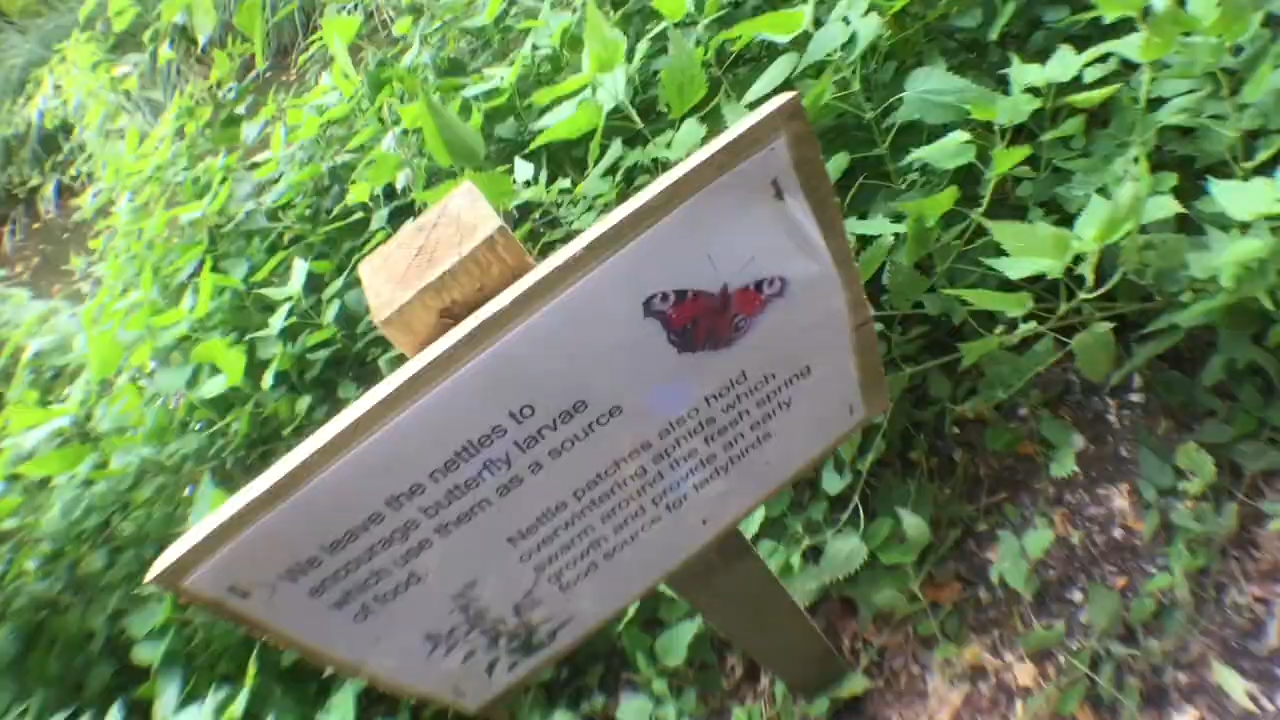 We leave the nettles to
encourage butterfly larvae
which use them as a source
of food.
Nettle patches also hold
overwintering aphids which
swarm around the fresh spring
growth and provide an early
food source for ladybirds.